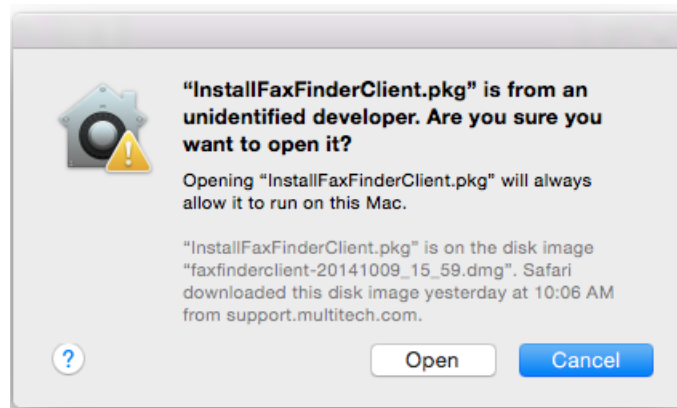 “InstallFaxFinderClient.pkg” is from an
unidentified developer. Are you sure you
want to open it?
Opening “InstallFaxFinderClient.pkg” will always
allow it to run on this Mac.
“InstallFaxFinderClient.pkg” is on the disk image
“faxfinderclient-20141009_15_59.dmg”. Safari
downloaded this disk image yesterday at 10:06 AM
from support.multitech.com.
?
Open
Cancel